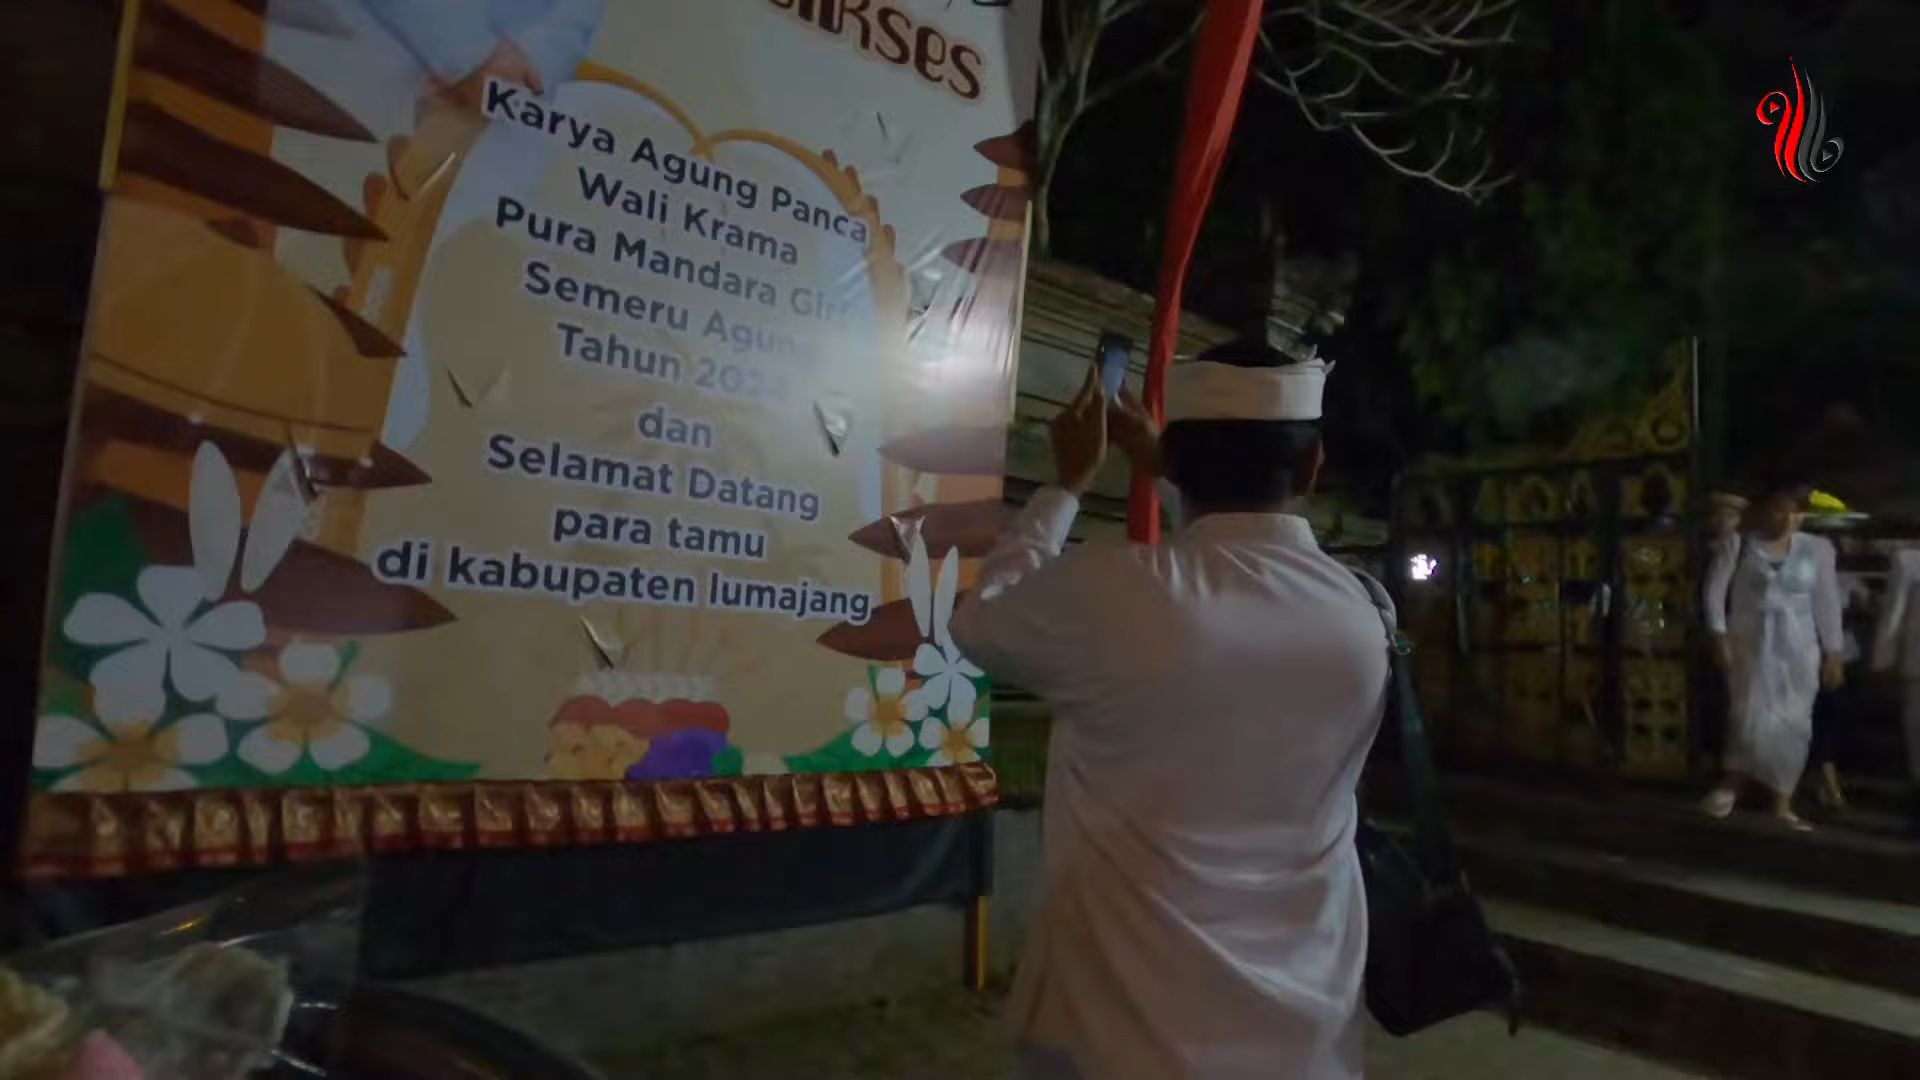 Karya Agung Panca
Wali Krama
Pura Mandara Giri
Semeru Agung
Tahun
dan
Selamat Datang
para tamu
di kabupaten lumajang